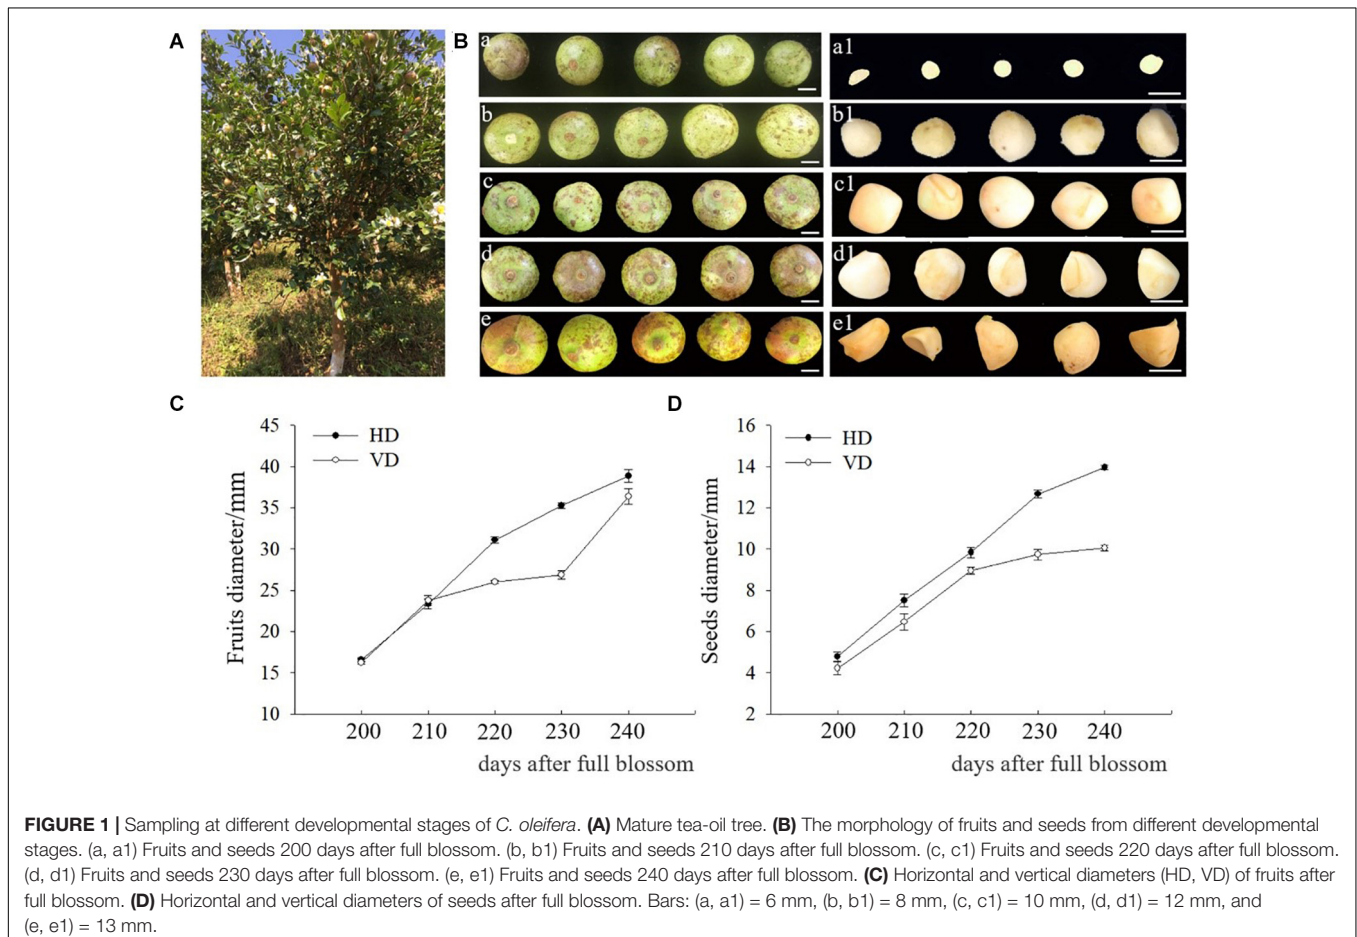 A
B
a
a1
b
b1
c
c1
d
d1
e
e1
C
D
HD
VD
45
40
35
30
25
20
15
10
Fruits diameter/mm
200 210 220 230 240
days after full blossom
HD
VD
16
14
12
10
8
6
4
2
Seeds diameter/mm
200 210 220 230 240
days after full blossom
FIGURE 1 | Sampling at different developmental stages of C. oleifera. (A) Mature tea-oil tree. (B) The morphology of fruits and seeds from different developmental
stages. (a, a1) Fruits and seeds 200 days after full blossom. (b, b1) Fruits and seeds 210 days after full blossom. (c, c1) Fruits and seeds 220 days after full blossom.
(d, d1) Fruits and seeds 230 days after full blossom. (e, e1) Fruits and seeds 240 days after full blossom. (C) Horizontal and vertical diameters (HD, VD) of fruits after
full blossom. (D) Horizontal and vertical diameters of seeds after full blossom. Bars: (a, a1) = 6 mm, (b, b1) = 8 mm, (c, c1) = 10 mm, (d, d1) = 12 mm, and
(e, e1) = 13 mm.